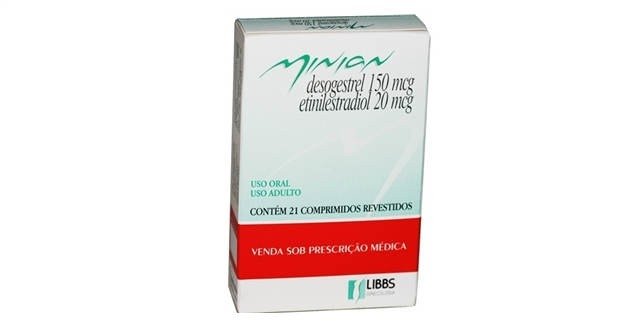 MINIAN
desogestrel 150 mcg
etinilestradiol 20 mcg
USO ORAL
USO ADULTO
CONTÉM 21 COMPRIMIDOS REVESTIDOS
VENDA SOB PRESCRIÇÃO MÉDICA
LIBBS